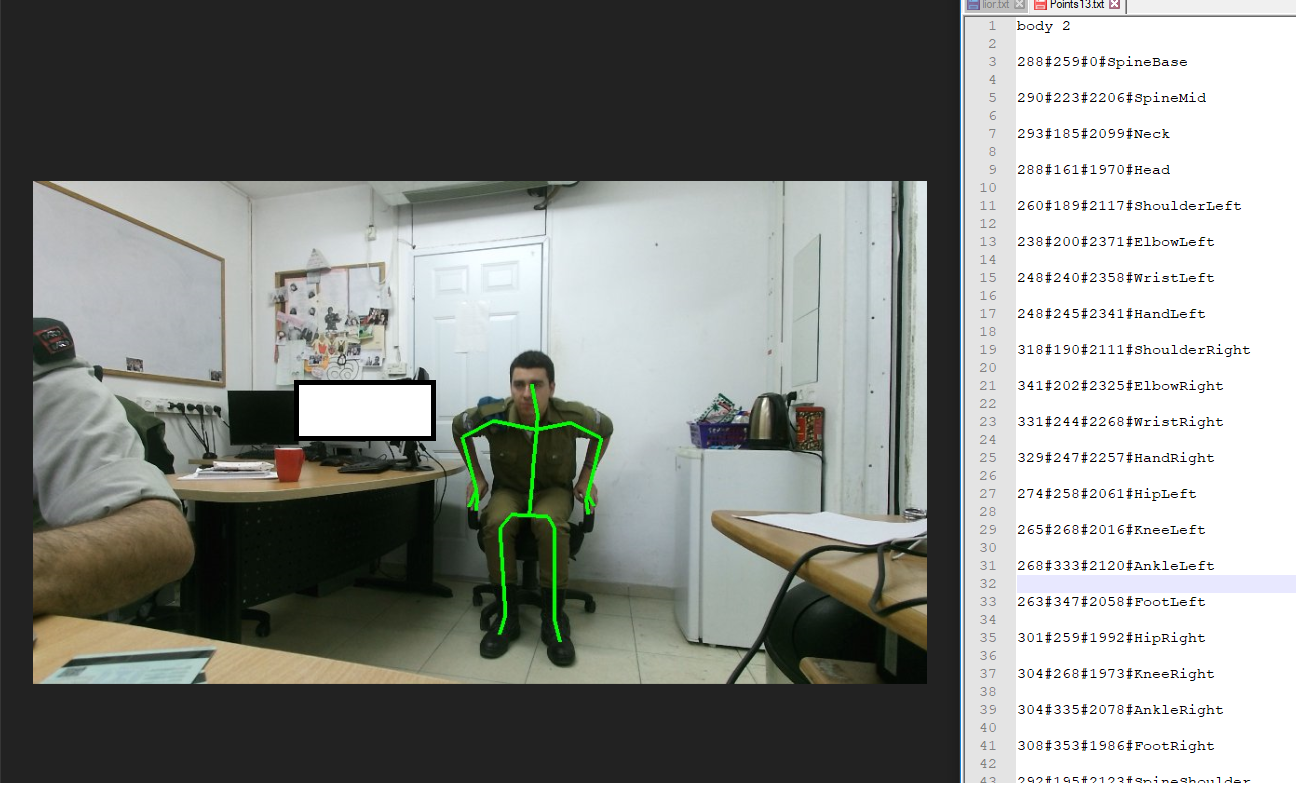 lior.txt Points13.txt
1 body 2
2
3 288#259#0#SpineBase
4
5 290#223#2206#SpineMid
6
7 293#185#2099#Neck
8
9 288#161#1970#Head
10
11 260#189#2117#ShoulderLeft
12
13 238#200#2371#ElbowLeft
14
15 248#240#2358#WristLeft
16
17 248#245#2341#HandLeft
18
19 318#190#2111#ShoulderRight
20
21 341#202#2325#ElbowRight
22
23 331#244#2268#WristRight
24
25 329#247#2257#HandRight
26
27 274#258#2061#HipLeft
28
29 265#268#2016#KneeLeft
30
31 268#333#2120#AnkleLeft
32
33 263#347#2058#FootLeft
34
35 301#259#1992#HipRight
36
37 304#268#1973#KneeRight
38
39 304#335#2078#AnkleRight
40
41 308#353#1986#FootRight
42
43 292#195#2123#SpineShoulder